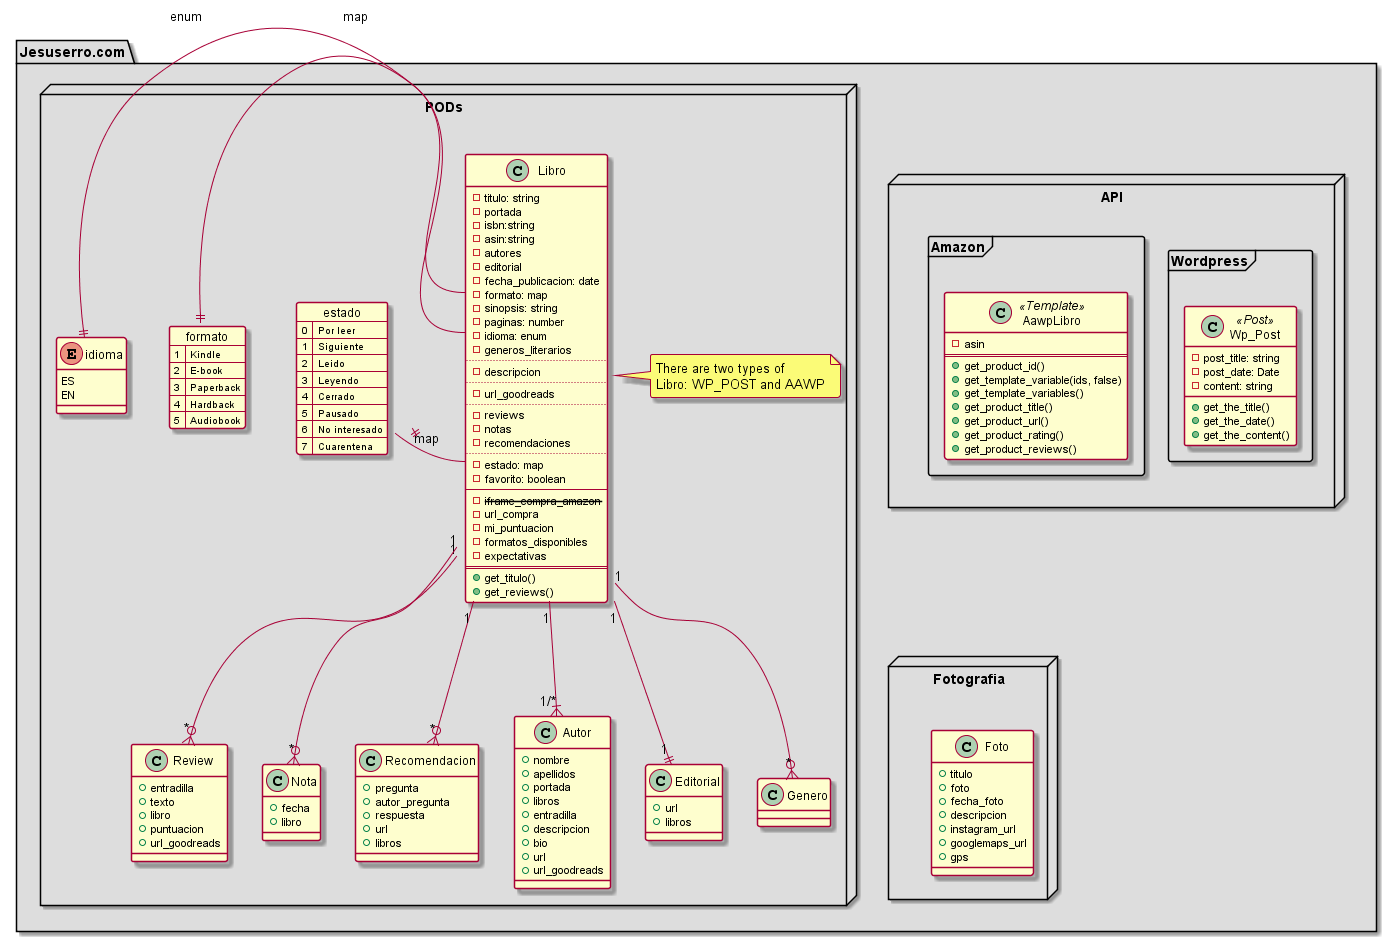 enum
map
Jesuserro.com
PODs
C Libro
titulo: string
portada
isbn:string
asin:string
autores
editorial
fecha_publicacion: date
formato: map
sinopsis: string
paginas: number
idioma: enum
generos_literarios
descripcion
url_goodreads
reviews
notas
recomendaciones
estado: map
favorito: boolean
iframe_compra_amazon
url_compra
mi_puntuacion
formatos_disponibles
expectativas
get_titulo()
get_reviews()
E idioma
ES
EN
formato
1 Kindle
2 E-book
3 Paperback
4 Hardback
5 Audiobook
estado
0 Por leer
1 Siguiente
2 Leido
3 Leyendo
4 Cerrado
5 Pausado
6 No interesado
7 Cuarentena
map
There are two types of
Libro: WP_POST and AAWP
1
1
1
1
1
1
*
*
*
1/*
1
*
C Review
entradilla
texto
libro
puntuacion
url_goodreads
C Nota
fecha
libro
C Recomendacion
pregunta
autor_pregunta
respuesta
url
libros
C Autor
nombre
apellidos
portada
libros
entradilla
descripcion
bio
url
url_goodreads
C Editorial
url
libros
C Genero
API
Amazon
C «Template»
AawpLibro
asin
get_product_id()
get_template_variable(ids, false)
get_template_variables()
get_product_title()
get_product_url()
get_product_rating()
get_product_reviews()
Wordpress
C «Post»
Wp_Post
post_title: string
post_date: Date
content: string
get_the_title()
get_the_date()
get_the_content()
Fotografia
C Foto
titulo
foto
fecha_foto
descripcion
instagram_url
googlemaps_url
gps